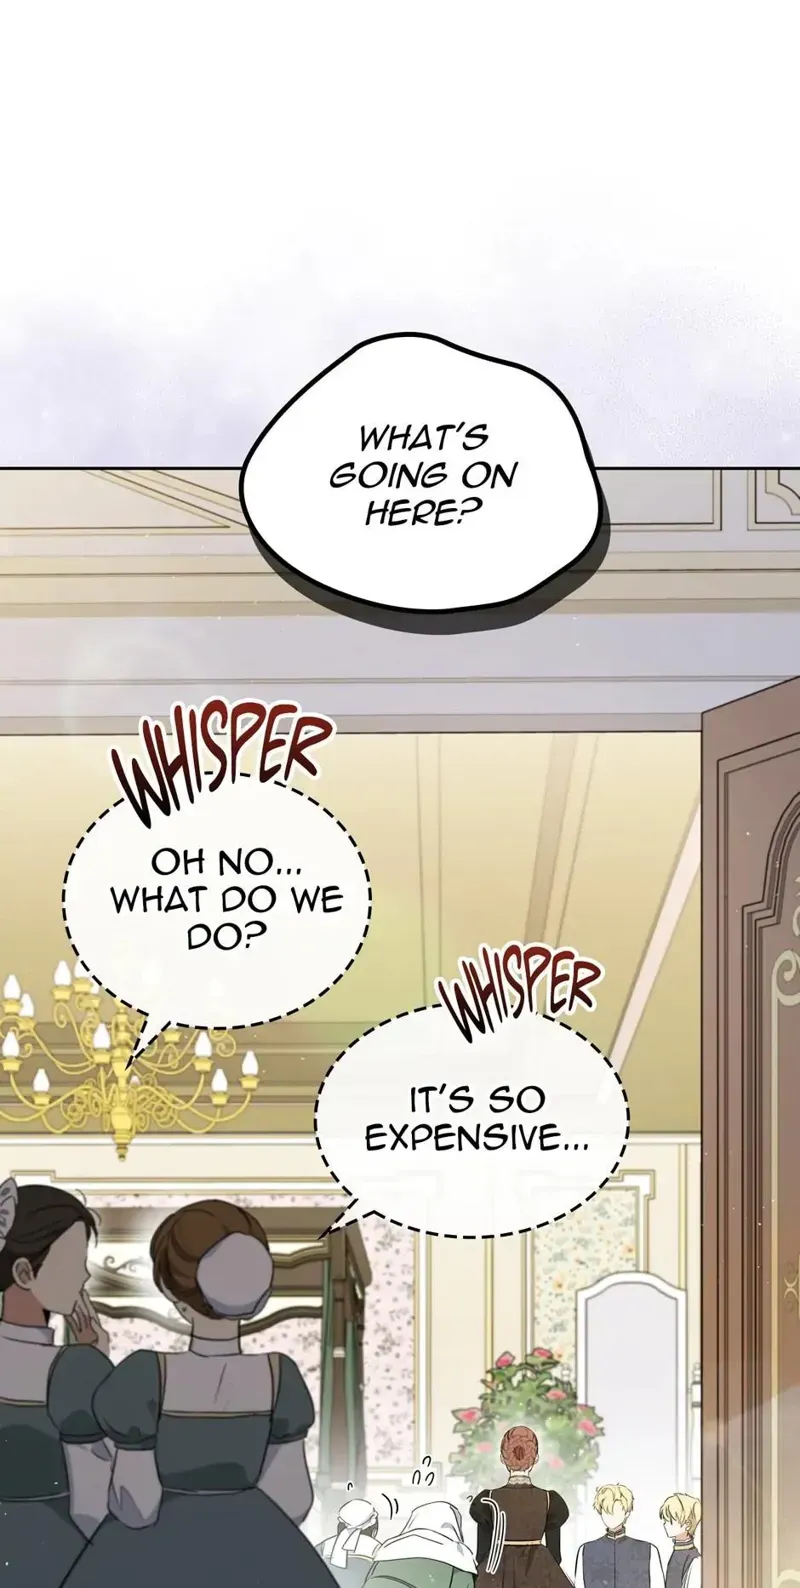 WHAT'S
GOING ON
HERE?
WHISPER
OH NO...
WHAT DO WE
DO?
WHISPER
IT'S SO
EXPENSIVE...